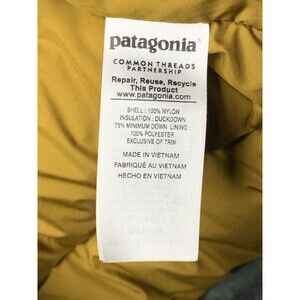 patagonia®
COMMON THREADS
PARTNERSHIP
Repair, Reuse, Recycle
This Product
www.patagonia.com
SHELL : 100% NYLON
INSULATION : DUCKDOWN
75% MINIMUM DOWN LINING
100% POLYESTER
EXCLUSIVE OF TRIM
MADE IN VIETNAM
FABRIQUÉ AU VIETNAM
HECHO EN VIETNAM